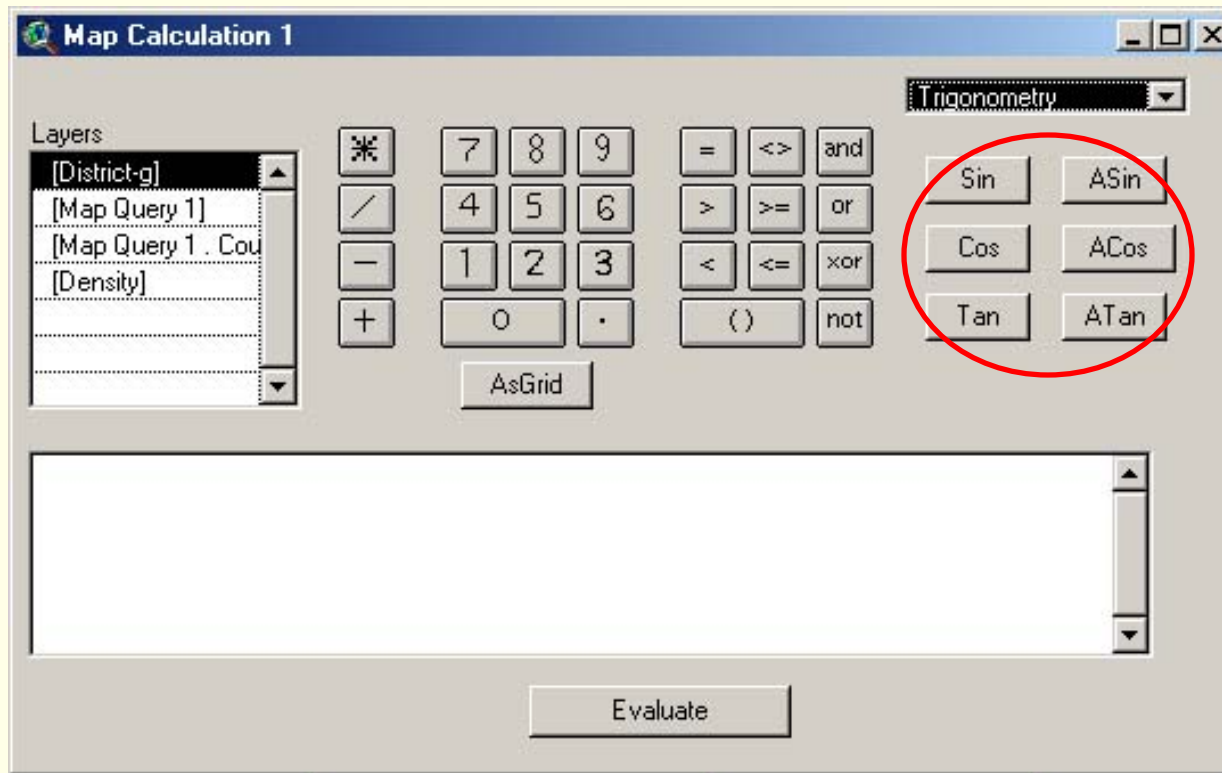 Map Calculation 1
Trigonometry
Layers
[District-g]
[Map Query 1]
[Map Query 1 . Cou
[Density]
* 7 8 9 = <> and
/ 4 5 6 > >= or
- 1 2 3 < <= xor
+ 0 . ( ) not
AsGrid
Sin ASin
Cos ACos
Tan ATan
Evaluate